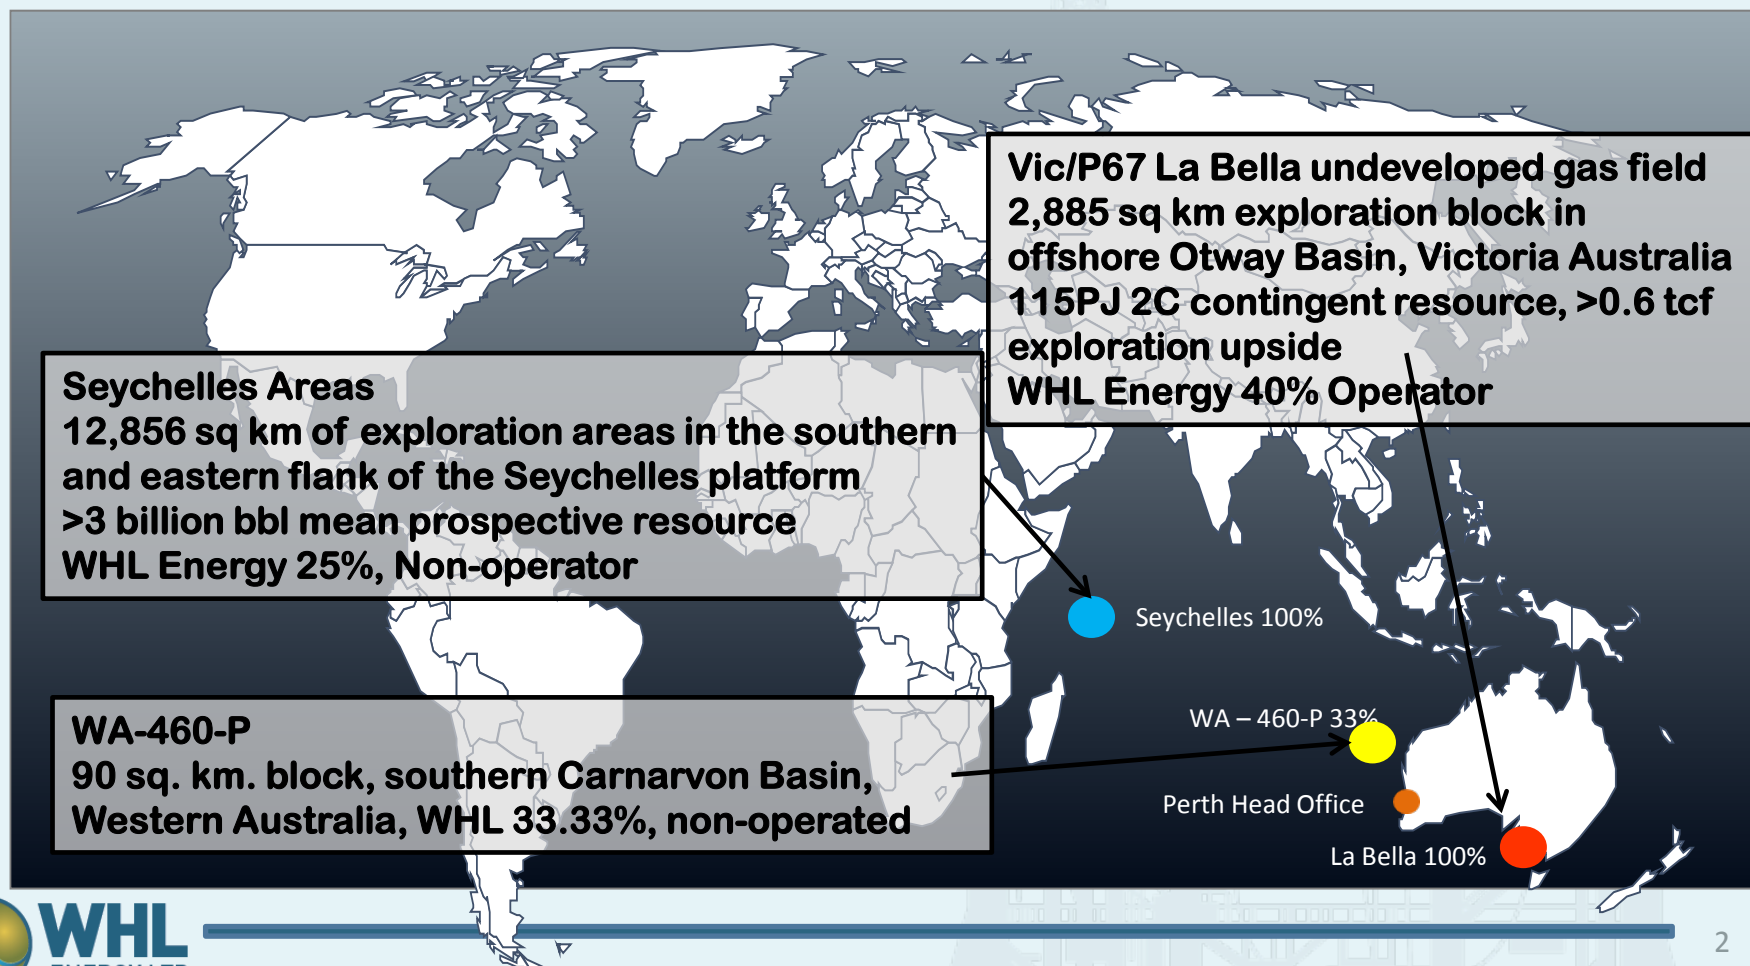 Vic/P67 La Bella undeveloped gas field
2,885 sq km exploration block in
offshore Otway Basin, Victoria Australia
115PJ 2C contingent resource, >0.6 tcf
exploration upside
WHL Energy 40% Operator
Seychelles Areas
12,856 sq km of exploration areas in the southern
and eastern flank of the Seychelles platform
>3 billion bbl mean prospective resource
WHL Energy 25%, Non-operator
Seychelles 100%
WA-460-P
90 sq. km. block, southern Carnarvon Basin,
Western Australia, WHL 33.33%, non-operated
WA – 460-P 33%
Perth Head Office
La Bella 100%
WHL
2